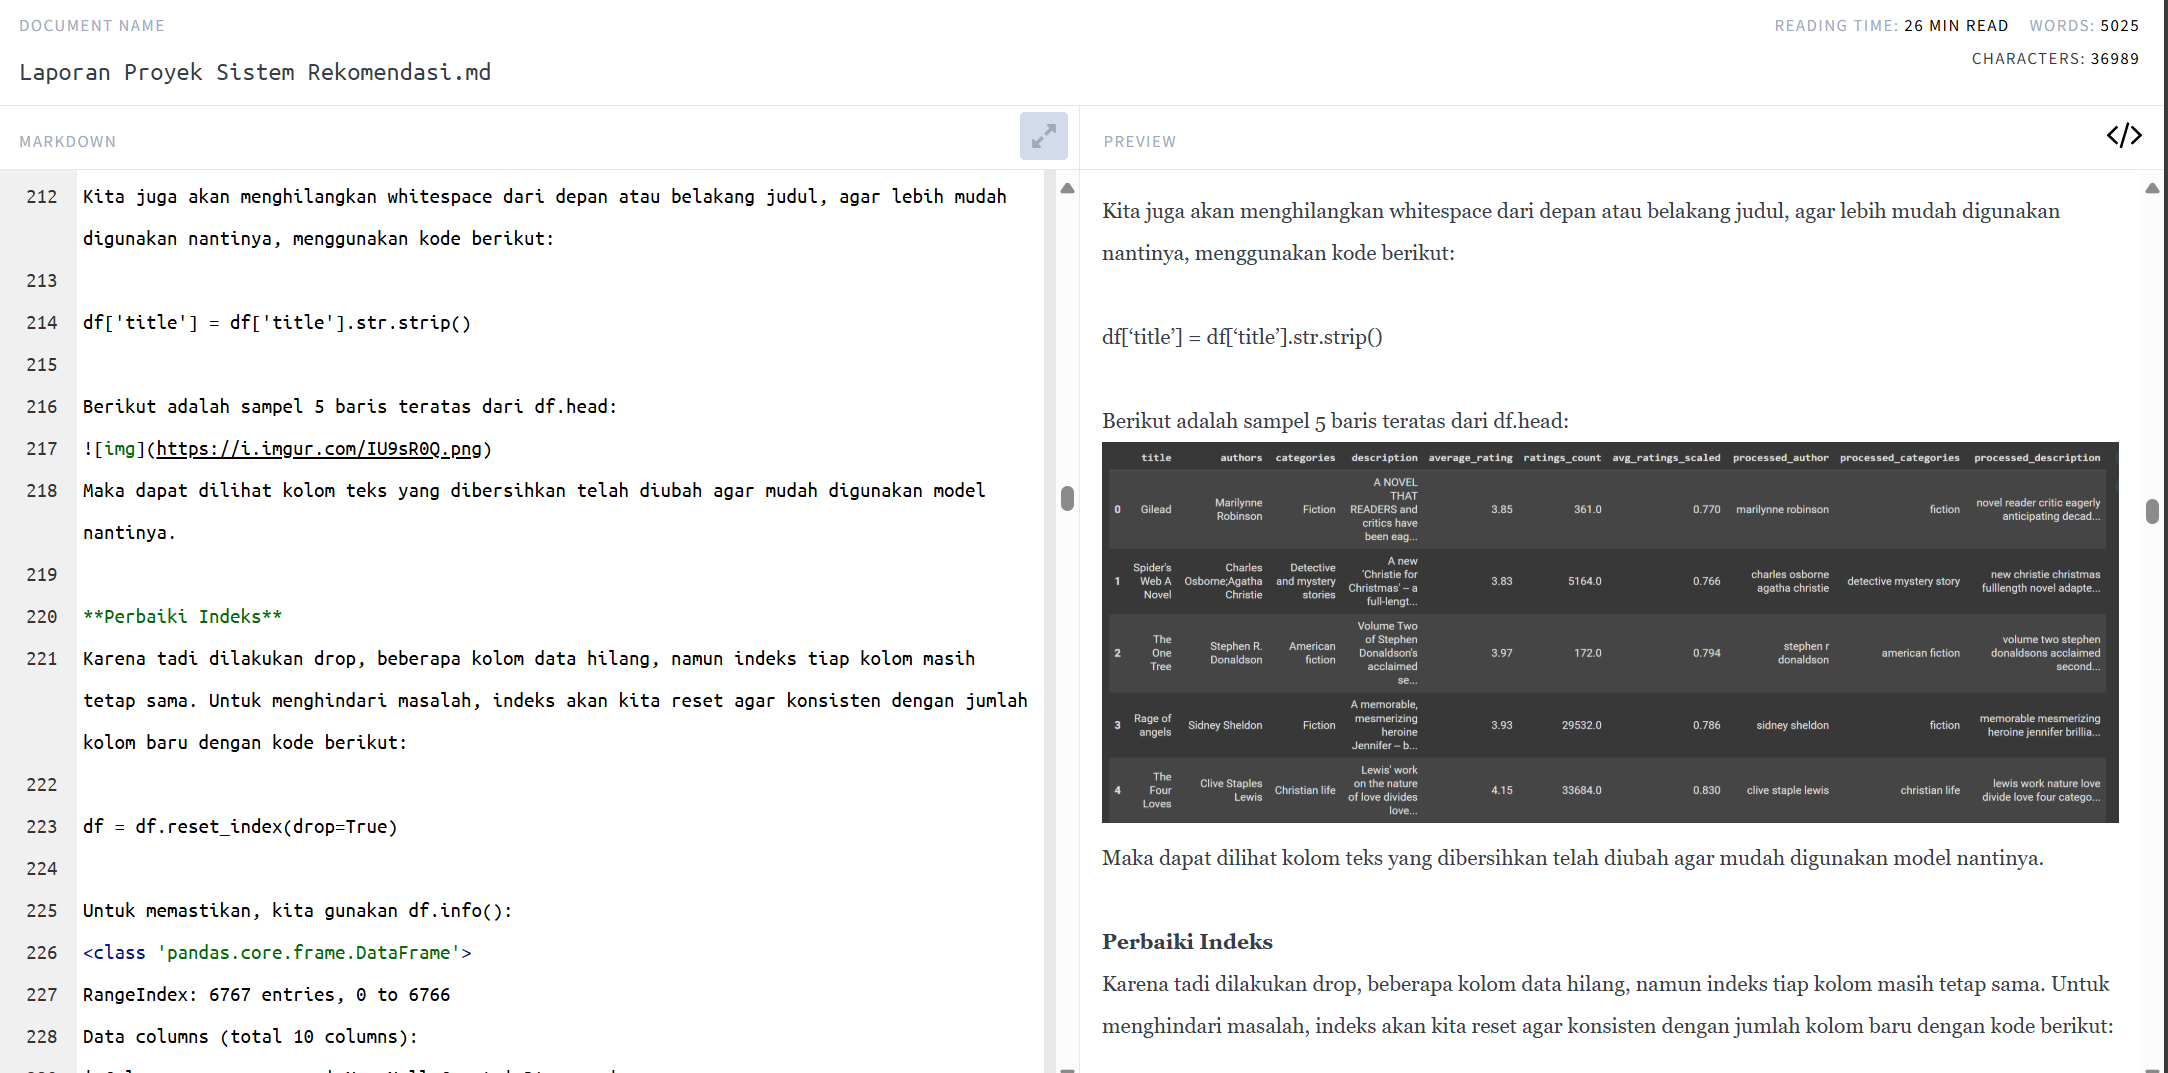 DOCUMENT NAME
READING TIME: 26 MIN READ WORDS: 5025
Laporan Proyek Sistem Rekomendasi.md
CHARACTERS: 36989
MARKDOWN
212 Kita juga akan menghilangkan whitespace dari depan atau belakang judul, agar lebih mudah
digunakan nantinya, menggunakan kode berikut:
213
214 df['title'] = df['title'].str.strip()
215
216 Berikut adalah sampel 5 baris teratas dari df.head:
217 ![img](https://i.imgur.com/IU9sR0Q.png)
218 Maka dapat dilihat kolom teks yang dibersihkan telah diubah agar mudah digunakan model
nantinya.
219
220 **Perbaiki Indeks**
221 Karena tadi dilakukan drop, beberapa kolom data hilang, namun indeks tiap kolom masih
tetap sama. Untuk menghindari masalah, indeks akan kita reset agar konsisten dengan jumlah
kolom baru dengan kode berikut:
222
223 df = df.reset_index(drop=True)
224
225 Untuk memastikan, kita gunakan df.info():
226 <class 'pandas.core.frame.DataFrame'>
227 RangeIndex: 6767 entries, 0 to 6766
228 Data columns (total 10 columns):
PREVIEW
</>
Kita juga akan menghilangkan whitespace dari depan atau belakang judul, agar lebih mudah digunakan
nantinya, menggunakan kode berikut:
df[‘title’] = df[‘title’].str.strip()
Berikut adalah sampel 5 baris teratas dari df.head:
title authors categories description average_rating ratings_count avg_ratings_scaled processed_author processed_categories processed_description
0 Gilead Marilynne Robinson Fiction A NOVEL THAT READERS and critics have been eag... 3.85 361.0 0.770 marilynne robinson fiction novel reader critic eagerly anticipating decad...
1 Spider's Web A Novel Charles Osborne;Agatha Christie Detective and mystery stories A new 'Christie for Christmas' -- a full-lengt... 3.83 5164.0 0.766 charles osborne agatha christie detective mystery story new christie christmas fulllength novel adapte...
2 The One Tree Stephen R. Donaldson American fiction Volume Two of Stephen Donaldson's acclaimed se... 3.97 172.0 0.794 stephen r donaldson american fiction volume two stephen donaldsons acclaimed second...
3 Rage of angels Sidney Sheldon Fiction A memorable, mesmerizing heroine Jennifer -- b... 3.93 29532.0 0.786 sidney sheldon fiction memorable mesmerizing heroine jennifer brillia...
4 The Four Loves Clive Staples Lewis Christian life Lewis' work on the nature of love divides love... 4.15 33684.0 0.830 clive staple lewis christian life lewis work nature love divide love four catego...
Maka dapat dilihat kolom teks yang dibersihkan telah diubah agar mudah digunakan model nantinya.
Perbaiki Indeks
Karena tadi dilakukan drop, beberapa kolom data hilang, namun indeks tiap kolom masih tetap sama. Untuk
menghindari masalah, indeks akan kita reset agar konsisten dengan jumlah kolom baru dengan kode berikut: